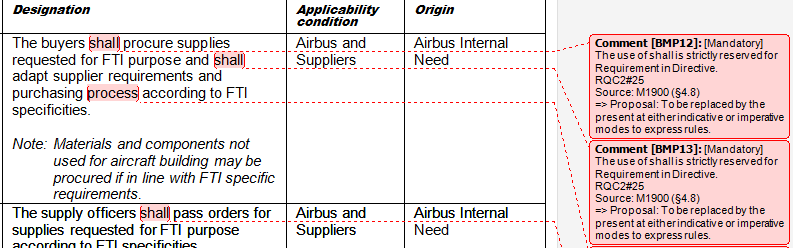 Designation
Applicability condition
Origin
The buyers shall procure supplies
requested for FTI purpose and shall
adapt supplier requirements and
purchasing process according to FTI
specificities.
Note: Materials and components not
used for aircraft building may be
procured if in line with FTI specific
requirements.
Airbus and
Suppliers
Airbus Internal
Need
The supply officers shall pass orders for
supplies requested for FTI purpose
according to FTI specificities.
Airbus and
Suppliers
Airbus Internal
Need
Comment [BMP12]: [Mandatory]
The use of shall is strictly reserved for
Requirement in Directive.
RQC2#25
Source: M1900 (§4.8)
=> Proposal: To be replaced by the
present at either indicative or imperative
modes to express rules.
Comment [BMP13]: [Mandatory]
The use of shall is strictly reserved for
Requirement in Directive.
RQC2#25
Source: M1900 (§4.8)
=> Proposal: To be replaced by the
present at either indicative or imperative
modes to express rules.